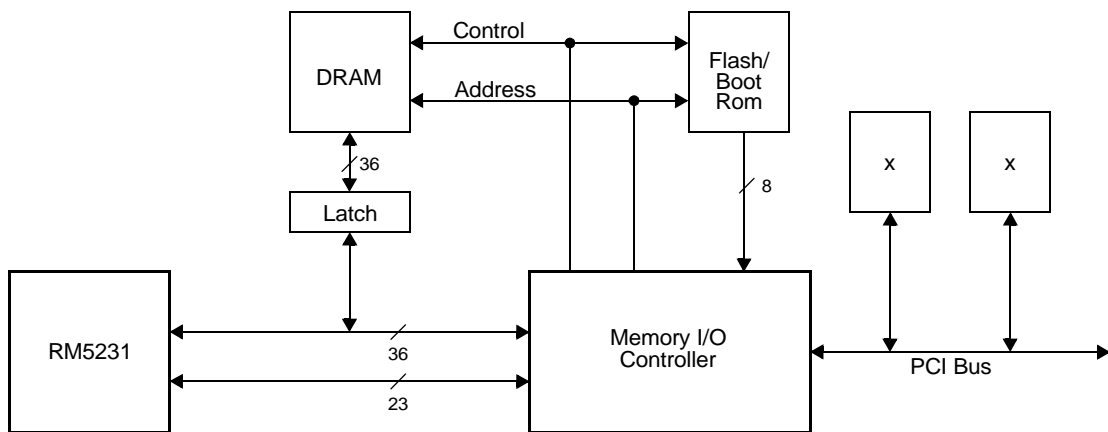 Control
DRAM
Flash/
Boot
Rom
Address
36
8
x
x
Latch
RM5231
36
23
Memory I/O
Controller
PCI Bus